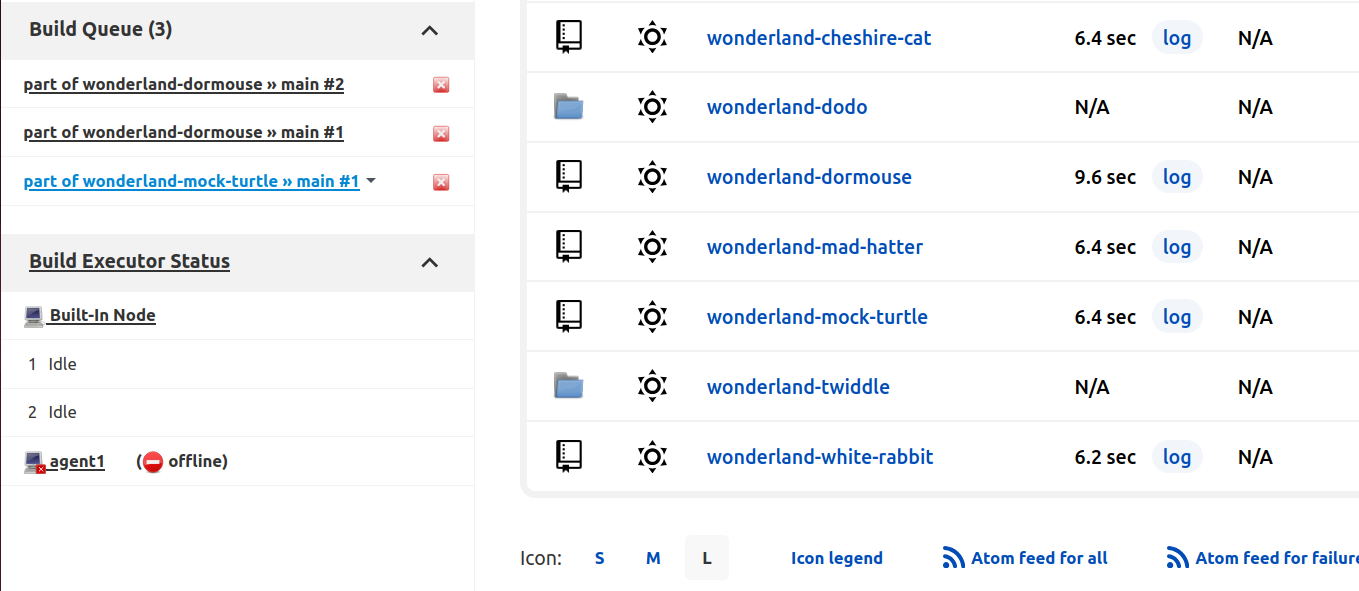 Build Queue (3)
part of wonderland-dormouse » main #2
part of wonderland-dormouse » main #1
part of wonderland-mock-turtle » main #1
Build Executor Status
Built-In Node
1 Idle
2 Idle
agent1 (offline)
wonderland-cheshire-cat 6.4 sec log N/A
wonderland-dodo N/A N/A
wonderland-dormouse 9.6 sec log N/A
wonderland-mad-hatter 6.4 sec log N/A
wonderland-mock-turtle 6.4 sec log N/A
wonderland-twiddle N/A N/A
wonderland-white-rabbit 6.2 sec log N/A
Icon: S M L Icon legend Atom feed for all Atom feed for failure